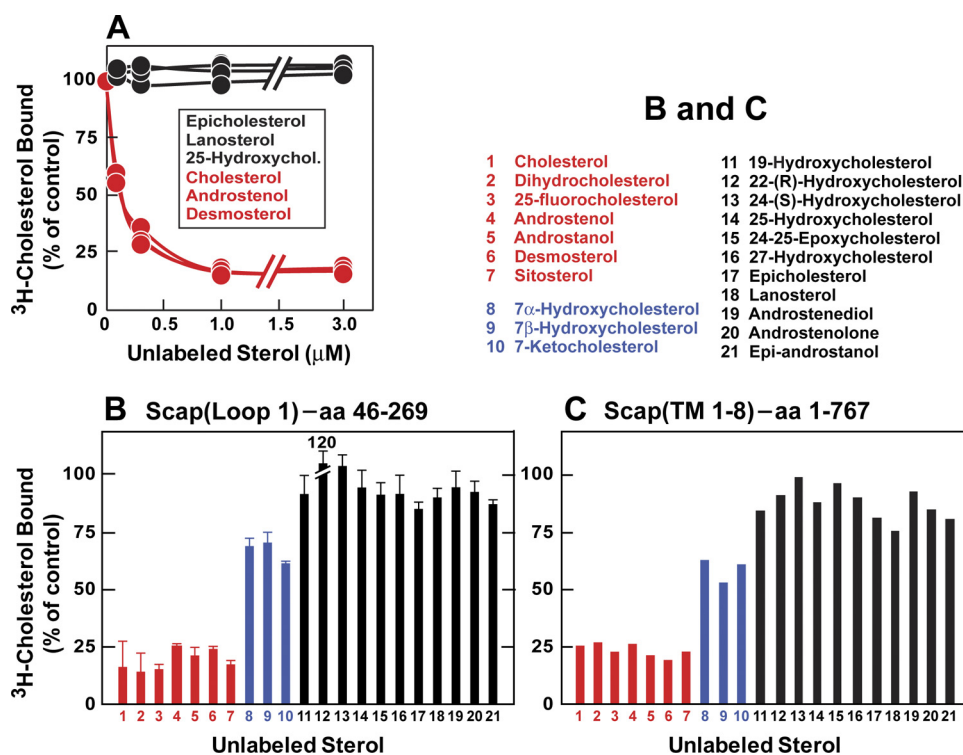 A
³H-Cholesterol Bound
(% of control)
100
75
50
25
0
Epicholesterol
Lanosterol
25-Hydroxychol.
Cholesterol
Androstenol
Desmosterol
0 0.5 1.0 1.5 3.0
Unlabeled Sterol (μM)
B and C
1 Cholesterol
2 Dihydrocholesterol
3 25-fluorocholesterol
4 Androstenol
5 Androstanol
6 Desmosterol
7 Sitosterol
8 7α-Hydroxycholesterol
9 7β-Hydroxycholesterol
10 7-Ketocholesterol
11 19-Hydroxycholesterol
12 22-(R)-Hydroxycholesterol
13 24-(S)-Hydroxycholesterol
14 25-Hydroxycholesterol
15 24-25-Epoxycholesterol
16 27-Hydroxycholesterol
17 Epicholesterol
18 Lanosterol
19 Androstenediol
20 Androstenolone
21 Epi-androstanol
B Scap(Loop 1)–aa 46-269
³H-Cholesterol Bound
(% of control)
120
100
75
50
25
0
1 2 3 4 5 6 7 8 9 10 11 12 13 14 15 16 17 18 19 20 21
Unlabeled Sterol
C Scap(TM 1-8)–aa 1-767
100
75
50
25
0
1 2 3 4 5 6 7 8 9 10 11 12 13 14 15 16 17 18 19 20 21
Unlabeled Sterol